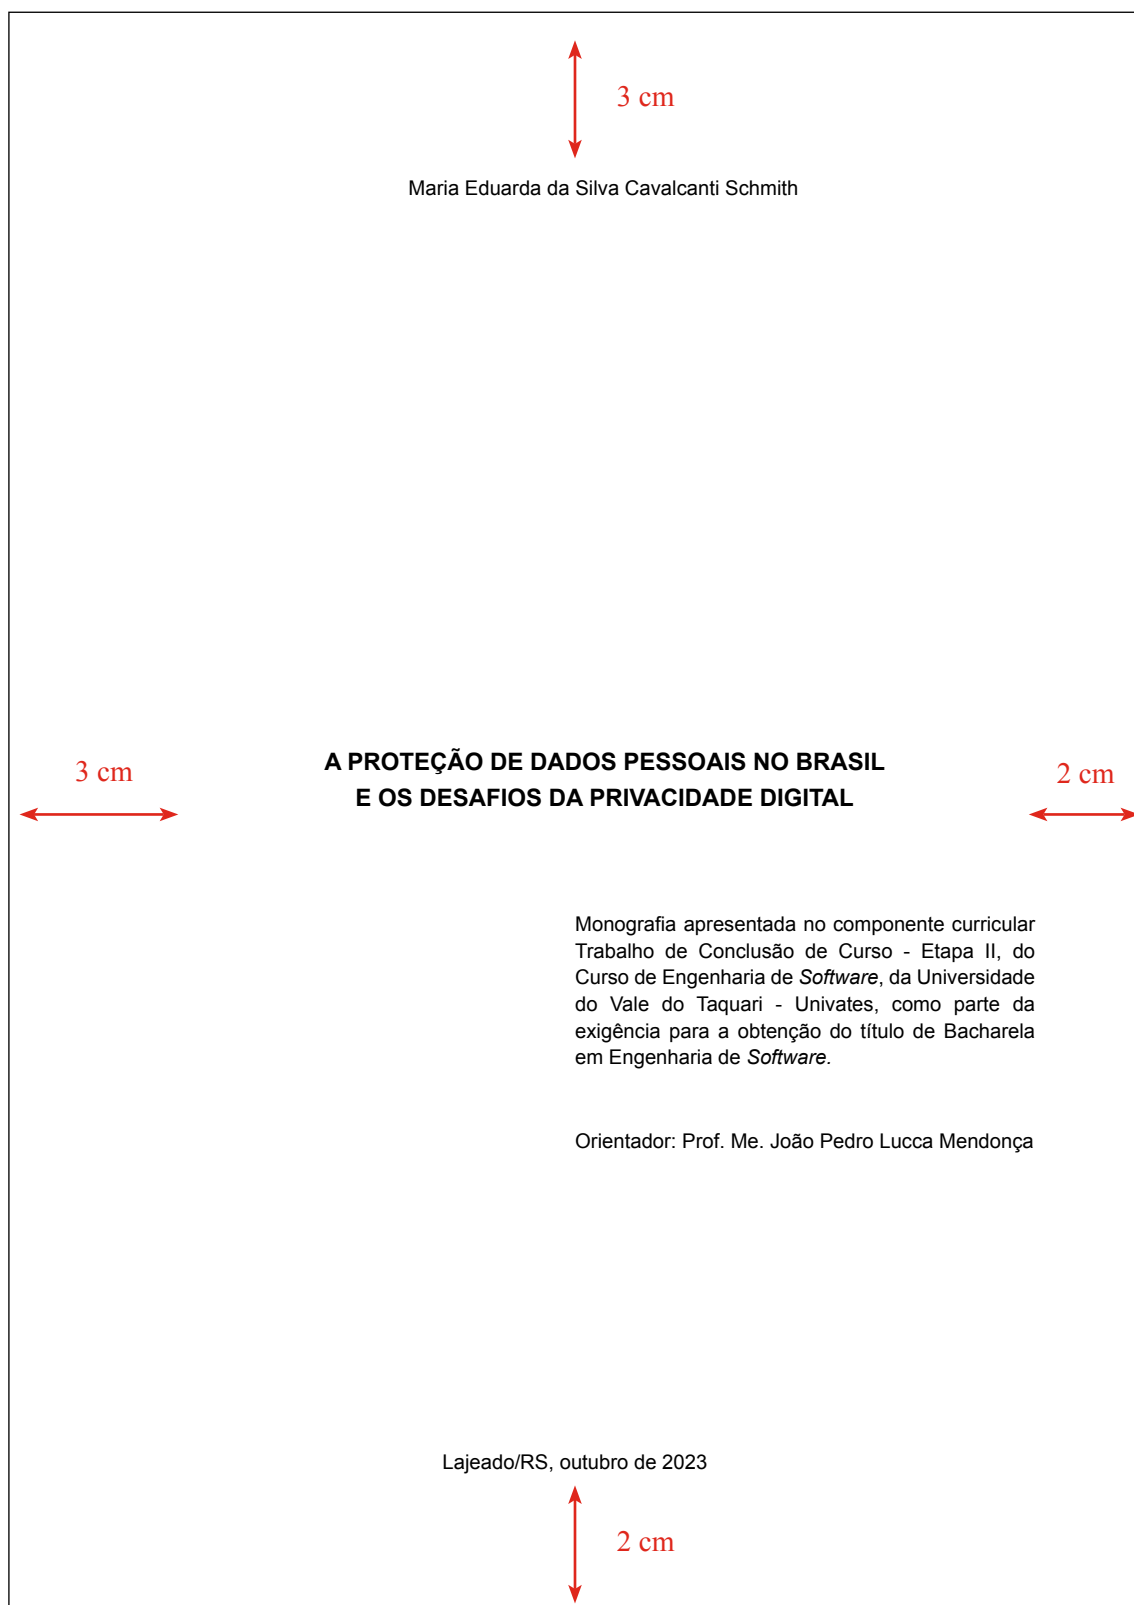 3 cm
Maria Eduarda da Silva Cavalcanti Schmith
A PROTEÇÃO DE DADOS PESSOAIS NO BRASIL
E OS DESAFIOS DA PRIVACIDADE DIGITAL
3 cm
2 cm
Monografia apresentada no componente curricular
Trabalho de Conclusão de Curso - Etapa II, do
Curso de Engenharia de Software, da Universidade
do Vale do Taquari - Univates, como parte da
exigência para a obtenção do título de Bacharela
em Engenharia de Software.
Orientador: Prof. Me. João Pedro Lucca Mendonça
Lajeado/RS, outubro de 2023
2 cm